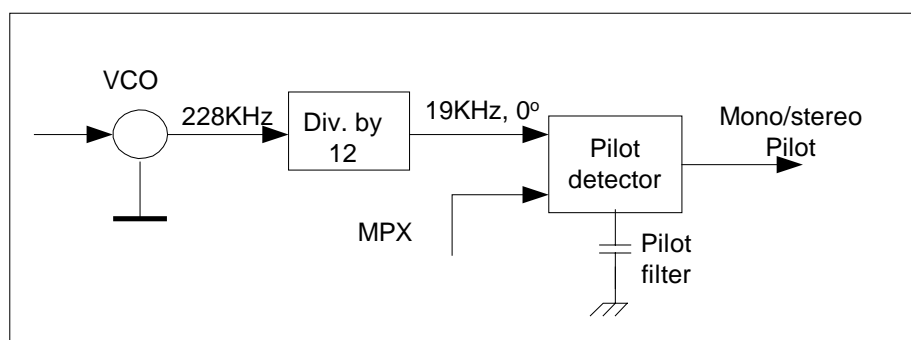 VCO
228KHz
Div. by
12
19KHz, 0º
Pilot
detector
Mono/stereo
Pilot
MPX
Pilot
filter